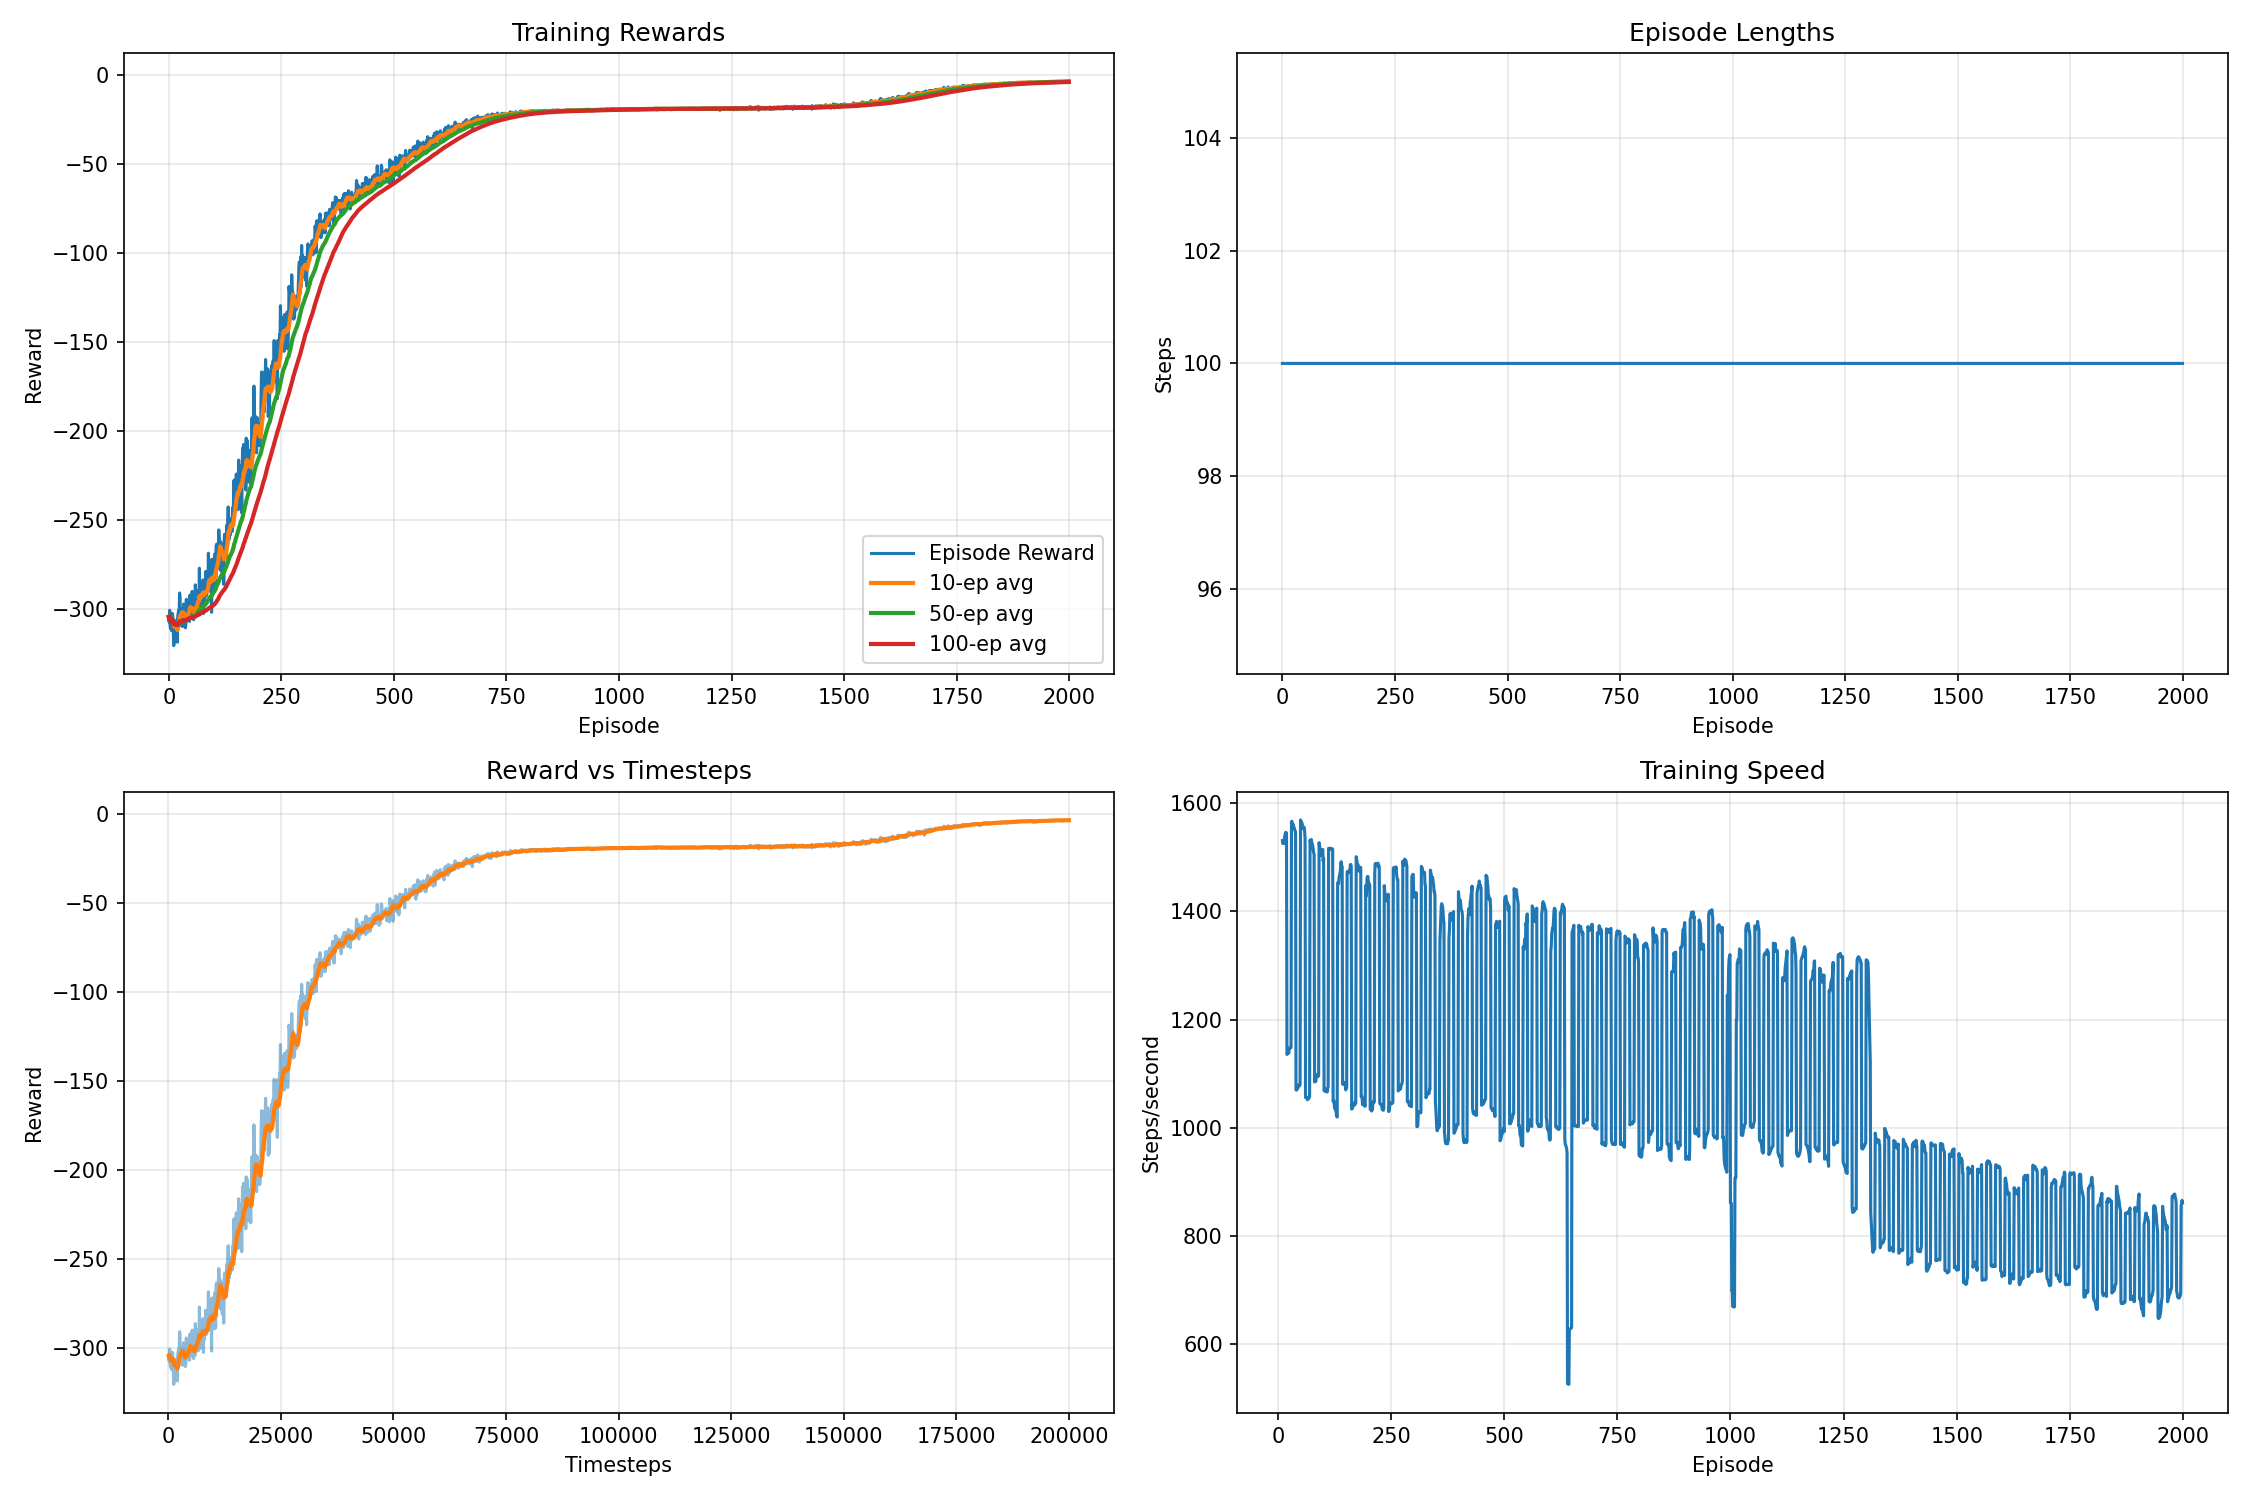 Training Rewards
0
−50
−100
−150
−200
−250
−300
Reward
0 250 500 750 1000 1250 1500 1750 2000
Episode
Episode Reward
10-ep avg
50-ep avg
100-ep avg
Episode Lengths
104
102
100
98
96
Steps
0 250 500 750 1000 1250 1500 1750 2000
Episode
Reward vs Timesteps
0
−50
−100
−150
−200
−250
−300
Reward
0 25000 50000 75000 100000 125000 150000 175000 200000
Timesteps
Training Speed
1600
1400
1200
1000
800
600
Steps/second
0 250 500 750 1000 1250 1500 1750 2000
Episode